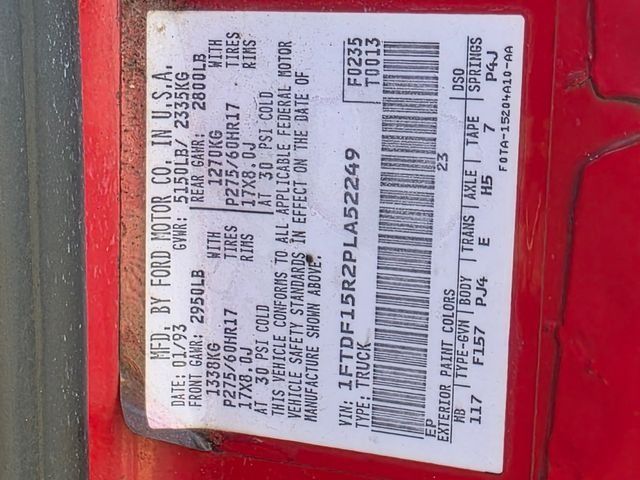 MFD. BY FORD MOTOR CO. IN U.S.A.
DATE: 01/93 GVWR: 5150LB/ 2335KG
FRONT GAWR: 2950LB REAR GAWR: 2800LB
1338KG WITH 1270KG WITH
P275/60HR17 TIRES P275/60HR17 TIRES
17X8.0J RIMS 17X8.0J RIMS
AT 30 PSI COLD AT 30 PSI COLD
THIS VEHICLE CONFORMS TO ALL APPLICABLE FEDERAL MOTOR
VEHICLE SAFETY STANDARDS IN EFFECT ON THE DATE OF
MANUFACTURE SHOWN ABOVE.
VIN: 1FTDF15R2PLA52249 F0235
TYPE: TRUCK T0013
EP 23
EXTERIOR PAINT COLORS DSO
WB TYPE-GVW BODY TRANS AXLE TAPE SPRINGS
117 F157 PJ4 E H5 7 P4J
F0TA-15204A10-AA